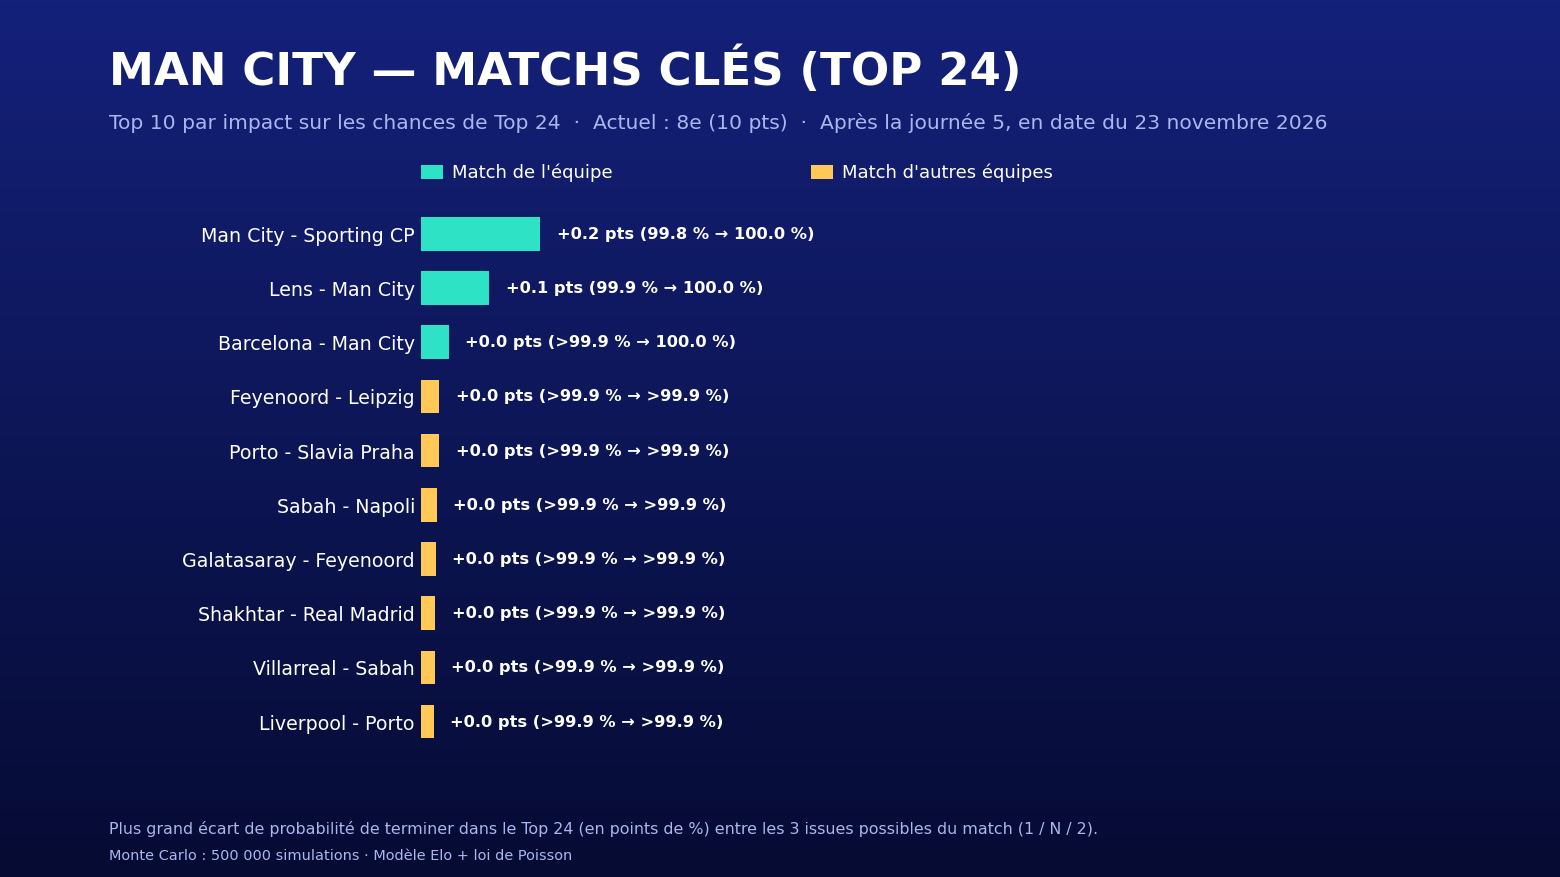 MAN CITY — MATCHS CLÉS (TOP 24)
Top 10 par impact sur les chances de Top 24 · Actuel : 8e (10 pts) · Après la journée 5, en date du 23 novembre 2026
Match de l'équipe Match d'autres équipes
Man City - Sporting CP +0.2 pts (99.8 % → 100.0 %)
Lens - Man City +0.1 pts (99.9 % → 100.0 %)
Barcelona - Man City +0.0 pts (>99.9 % → 100.0 %)
Feyenoord - Leipzig +0.0 pts (>99.9 % → >99.9 %)
Porto - Slavia Praha +0.0 pts (>99.9 % → >99.9 %)
Sabah - Napoli +0.0 pts (>99.9 % → >99.9 %)
Galatasaray - Feyenoord +0.0 pts (>99.9 % → >99.9 %)
Shakhtar - Real Madrid +0.0 pts (>99.9 % → >99.9 %)
Villarreal - Sabah +0.0 pts (>99.9 % → >99.9 %)
Liverpool - Porto +0.0 pts (>99.9 % → >99.9 %)
Plus grand écart de probabilité de terminer dans le Top 24 (en points de %) entre les 3 issues possibles du match (1 / N / 2).
Monte Carlo : 500 000 simulations · Modèle Elo + loi de Poisson